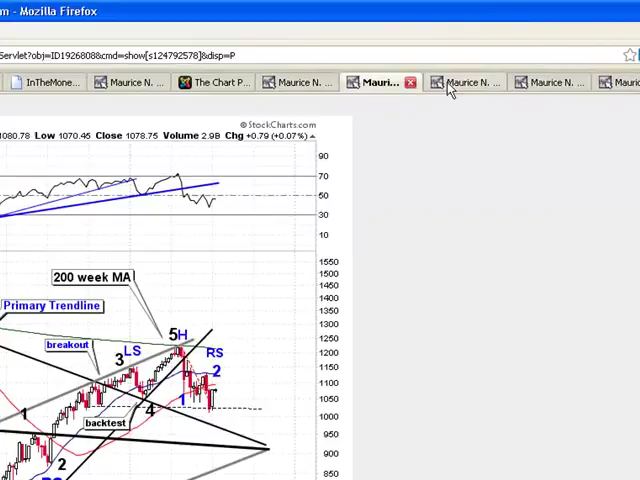 m - Mozilla Firefox
Servlet?obj=ID1926808&cmd=show[s124792578]&disp=P
InTheMone... Maurice N. ... The Chart P... Maurice N. ... Mauri... Maurice N. ... Maurice N. ... Mauric
© StockCharts.com
1080.78 Low 1070.45 Close 1078.75 Volume 2.9B Chg +0.79 (+0.07%)
90
70
50
30
10
1550
1500
1450
200 week MA
1400
1350
Primary Trendline
1300
1250
5 H
breakout
1200
3 LS
RS
1150
2
1100
1
1050
1
4
backtest
1000
950
900
2
850